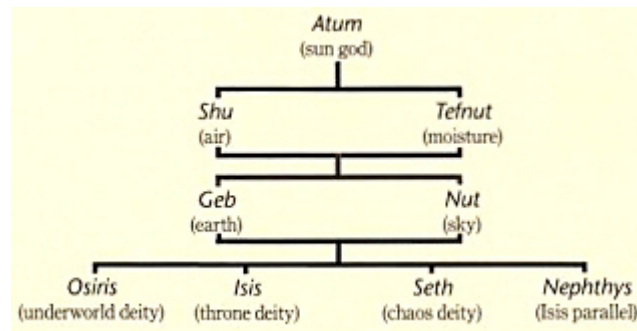 Atum
(sun god)
Shu Tefnut
(air) (moisture)
Geb Nut
(earth) (sky)
Osiris Isis Seth Nephthys
(underworld deity) (throne deity) (chaos deity) (Isis parallel)